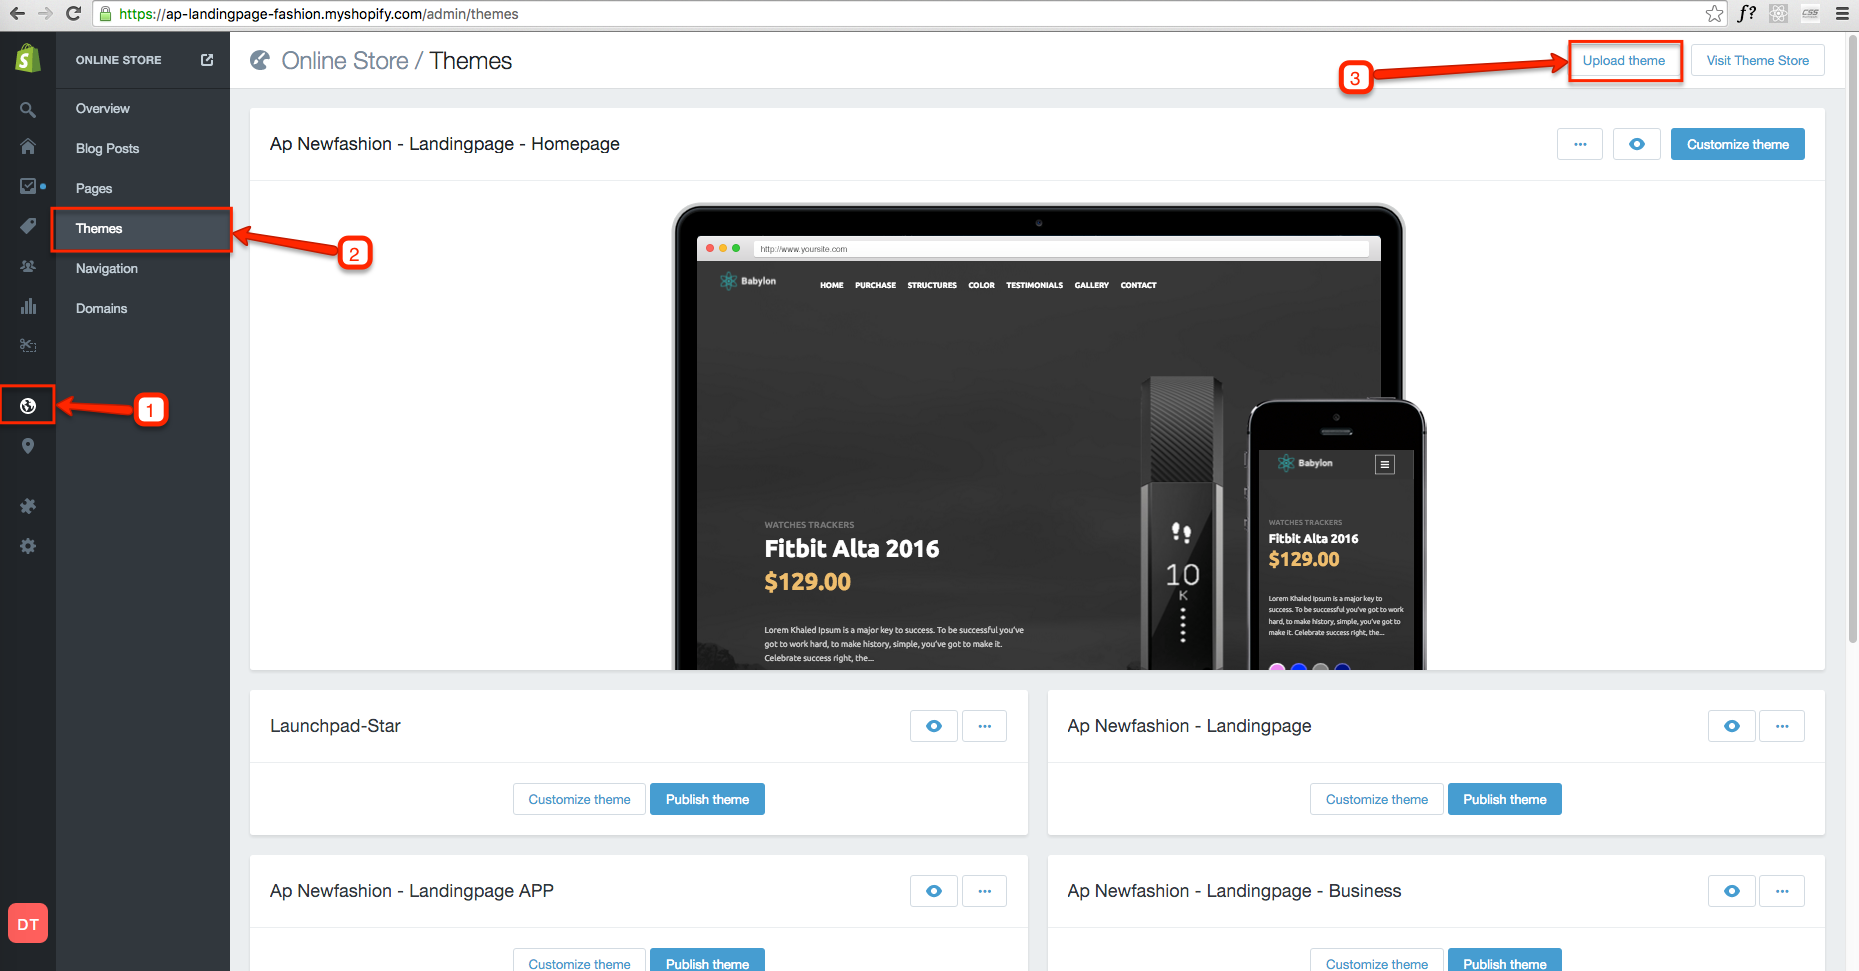 https://ap-landingpage-fashion.myshopify.com/admin/themes
f?
CSS
ONLINE STORE
Online Store / Themes
3
Upload theme
Visit Theme Store
Overview
Blog Posts
Pages
Themes
Navigation
Domains
2
1
DT
Ap Newfashion - Landingpage - Homepage
...
Customize theme
http://www.yoursite.com
Babylon
HOME PURCHASE STRUCTURES COLOR TESTIMONIALS GALLERY CONTACT
WATCHES TRACKERS
Fitbit Alta 2016
$129.00
Lorem Khaled Ipsum is a major key to success. To be successful you've
got to work hard, to make history, simple, you've got to make it.
Celebrate success right, the...
10
K
Babylon
WATCHES TRACKERS
Fitbit Alta 2016
$129.00
Lorem Khaled Ipsum is a major key to
success. To be successful you've got to work
hard, to make history, simple, you've got to
make it. Celebrate success right, the...
Launchpad-Star
...
Customize theme
Publish theme
Ap Newfashion - Landingpage
...
Customize theme
Publish theme
Ap Newfashion - Landingpage APP
...
Customize theme
Publish theme
Ap Newfashion - Landingpage - Business
...
Customize theme
Publish theme